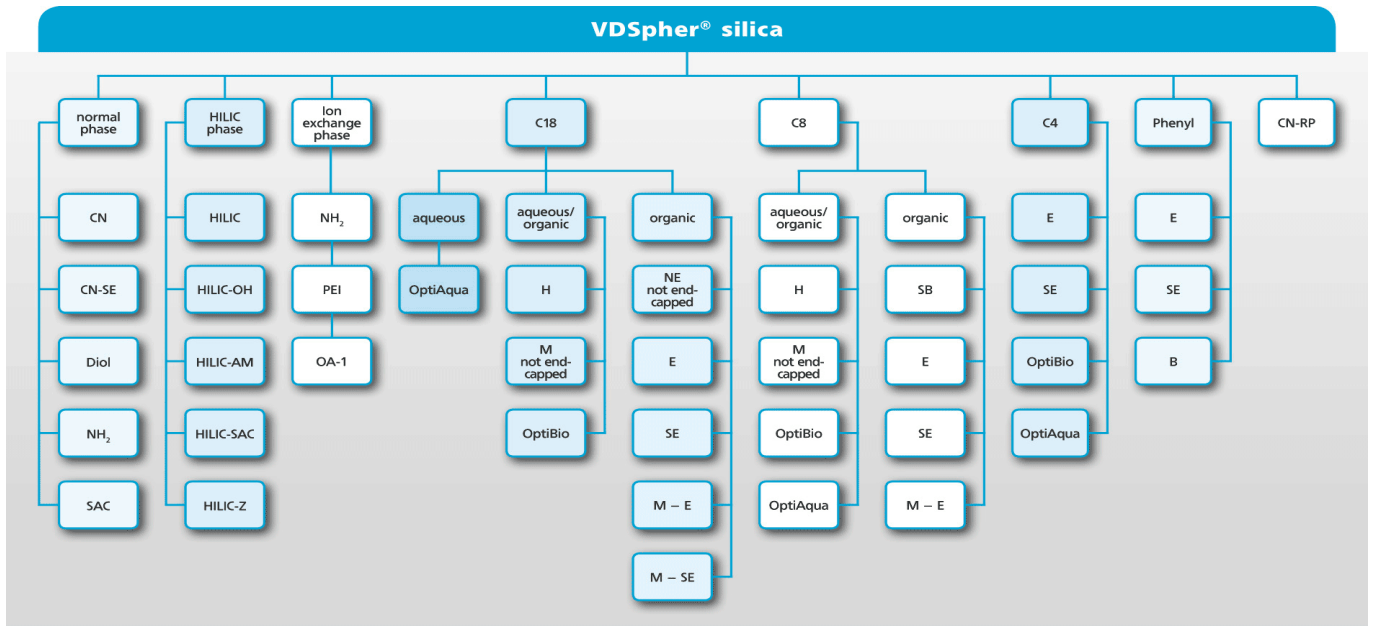 VDSpher® silica
normal
phase
HILIC
phase
Ion
exchange
phase
C18
C8
C4
Phenyl
CN-RP
CN
HILIC
NH₂
aqueous
aqueous/
organic
organic
aqueous/
organic
organic
E
E
CN-SE
HILIC-OH
PEI
OptiAqua
H
NE
not end-
capped
H
SB
SE
SE
Diol
HILIC-AM
OA-1
M
not end-
capped
E
M
not end-
capped
E
OptiBio
B
NH₂
HILIC-SAC
OptiBio
SE
OptiBio
SE
OptiAqua
SAC
HILIC-Z
M – E
OptiAqua
M – E
M – SE